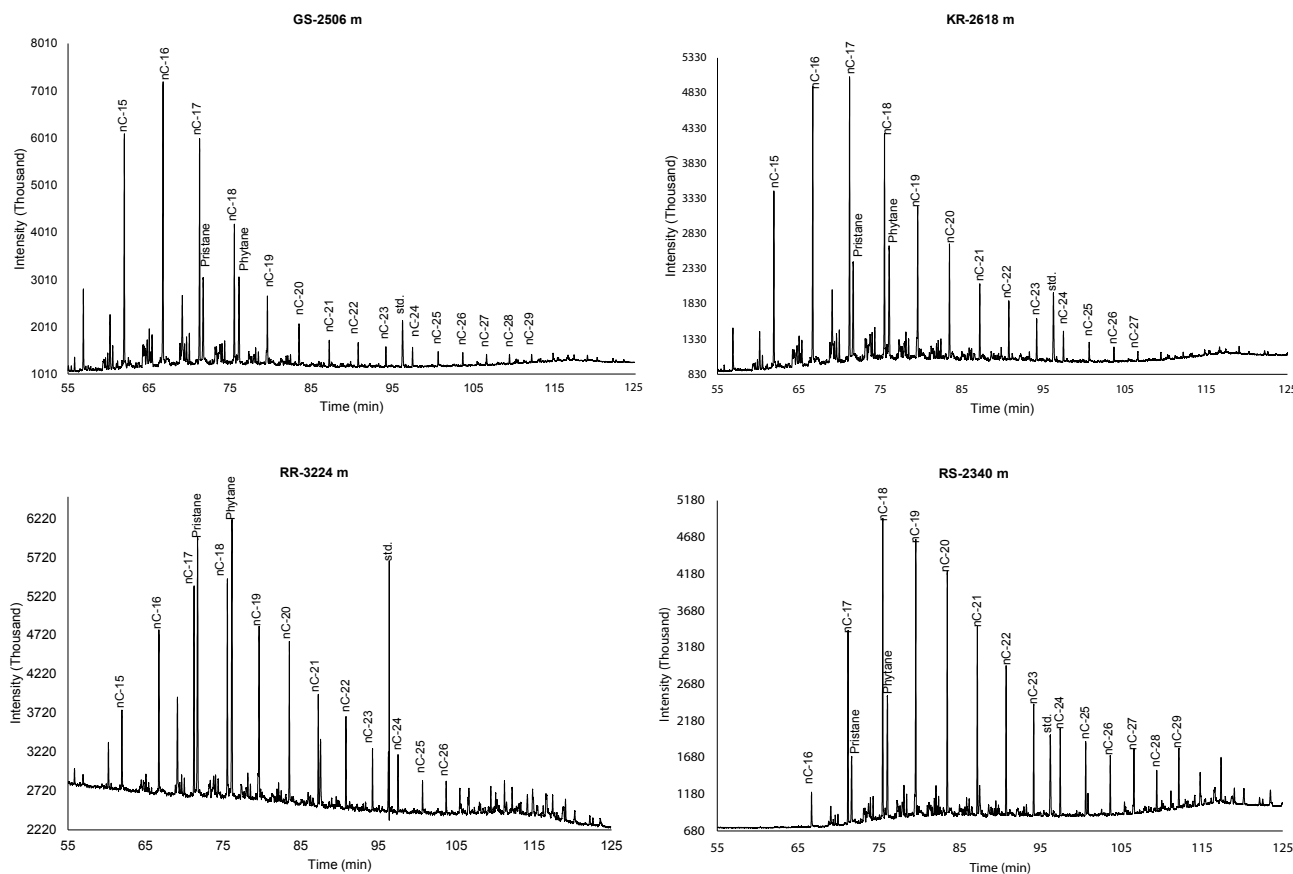 GS-2506 m
8010
7010
6010
5010
4010
3010
2010
1010
Intensity (Thousand)
nC-15
nC-16
nC-17
Pristane
nC-18
Phytane
nC-19
nC-20
nC-21
nC-22
nC-23
std.
nC-24
nC-25
nC-26
nC-27
nC-28
nC-29
55 65 75 85 95 105 115 125
Time (min)
KR-2618 m
5330
4830
4330
3830
3330
2830
2330
1830
1330
830
Intensity (Thousand)
nC-15
nC-16
nC-17
Pristane
nC-18
Phytane
nC-19
nC-20
nC-21
nC-22
nC-23
std.
nC-24
nC-25
nC-26
nC-27
55 65 75 85 95 105 115 125
Time (min)
RR-3224 m
6220
5720
5220
4720
4220
3720
3220
2720
2220
Intensity (Thousand)
nC-15
nC-16
nC-17
Pristane
nC-18
Phytane
nC-19
nC-20
nC-21
nC-22
nC-23
std.
nC-24
nC-25
nC-26
55 65 75 85 95 105 115 125
Time (min)
RS-2340 m
5180
4680
4180
3680
3180
2680
2180
1680
1180
680
Intensity (Thousand)
nC-16
nC-17
Pristane
nC-18
Phytane
nC-19
nC-20
nC-21
nC-22
nC-23
std.
nC-24
nC-25
nC-26
nC-27
nC-28
nC-29
55 65 75 85 95 105 115 125
Time (min)